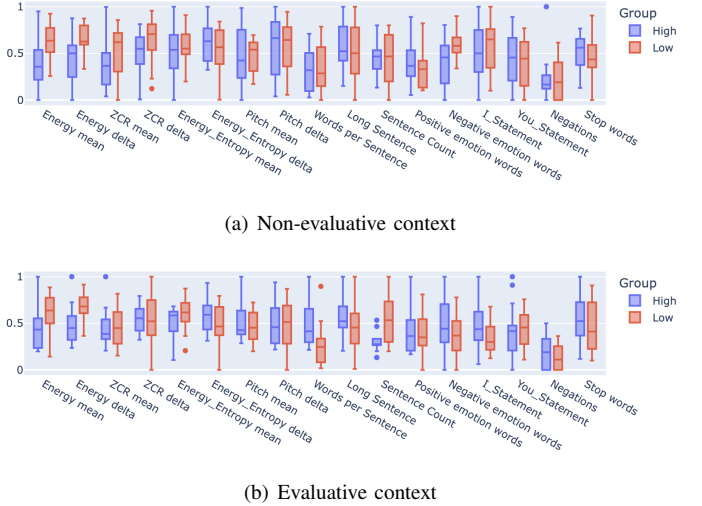 1
0.5
0
Group
High
Low
Energy mean
Energy delta
ZCR mean
ZCR delta
Energy_Entropy mean
Energy_Entropy delta
Pitch mean
Pitch delta
Words per Sentence
Long Sentence
Sentence Count
Positive emotion words
Negative emotion words
I_Statement
You_Statement
Negations
Stop words
(a) Non-evaluative context
1
0.5
0
Group
High
Low
Energy mean
Energy delta
ZCR mean
ZCR delta
Energy_Entropy mean
Energy_Entropy delta
Pitch mean
Pitch delta
Words per Sentence
Long Sentence
Sentence Count
Positive emotion words
Negative emotion words
I_Statement
You_Statement
Negations
Stop words
(b) Evaluative context